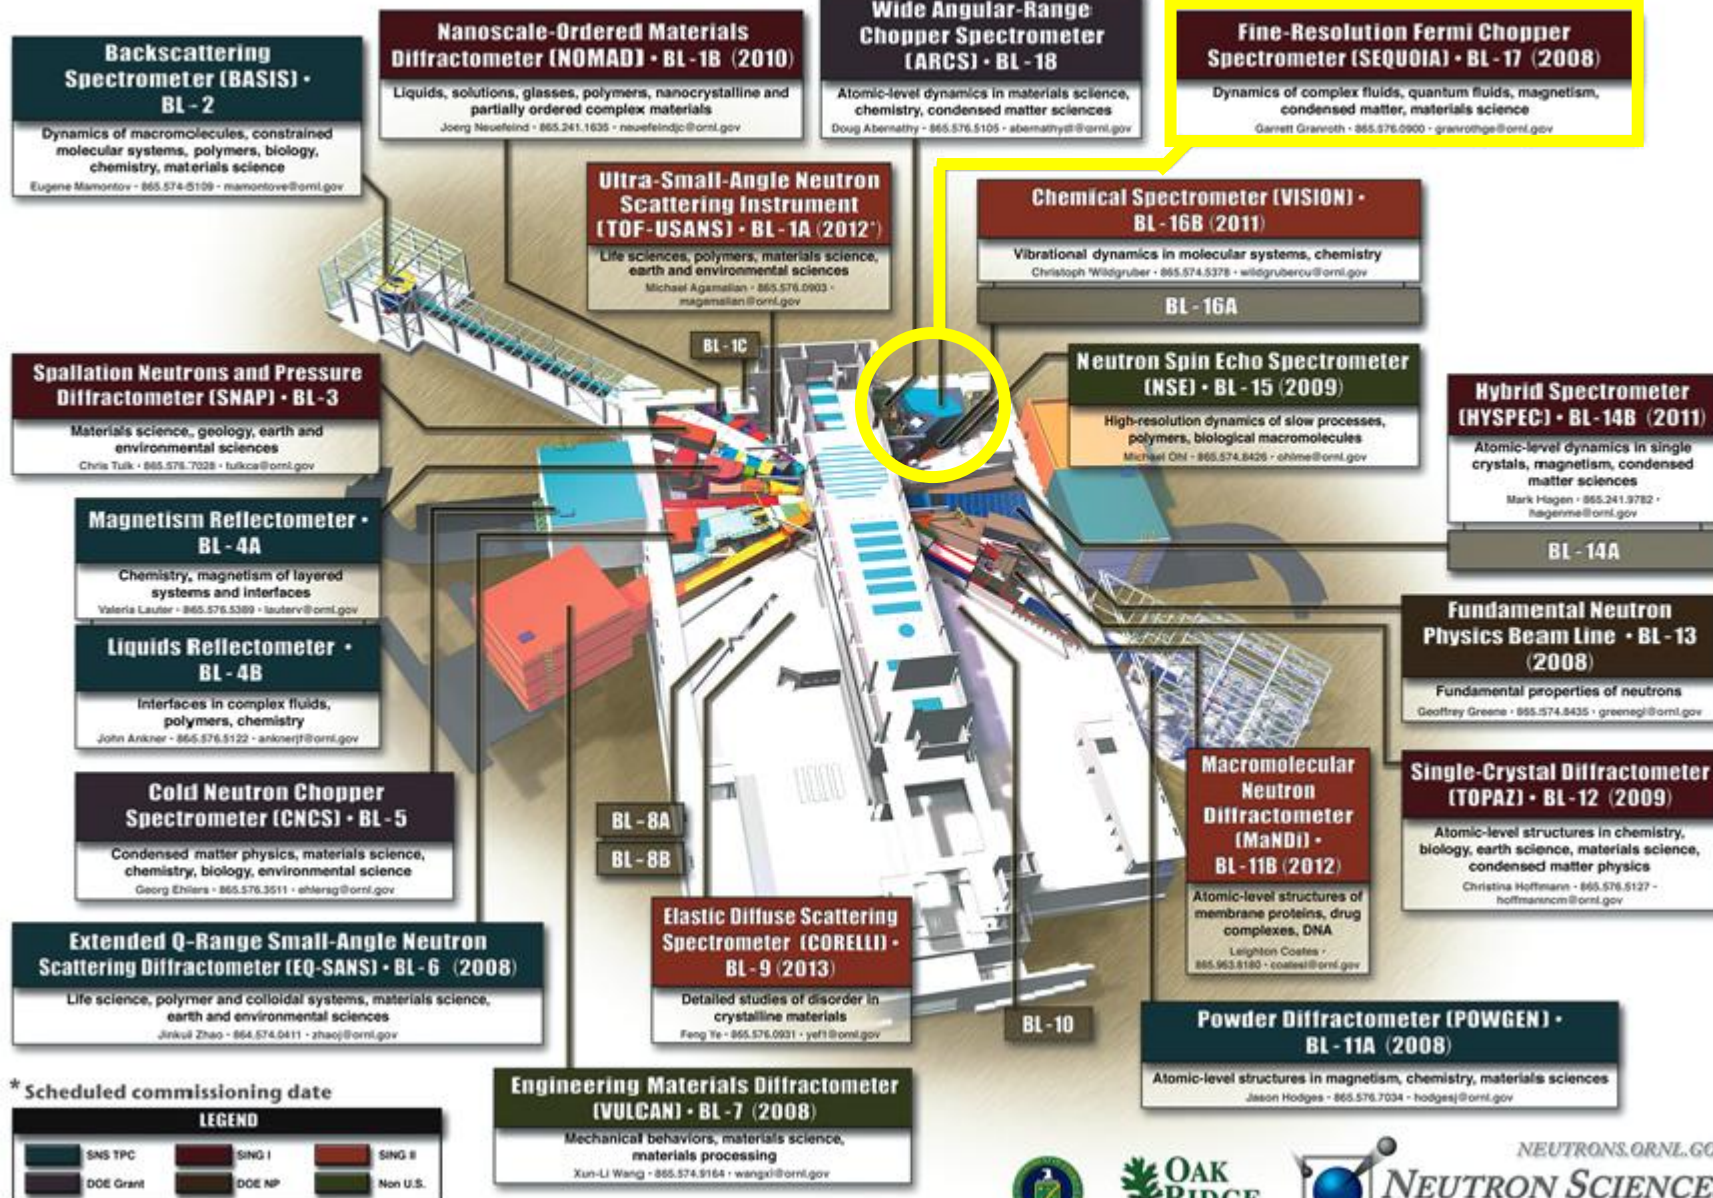 Backscattering
Spectrometer (BASIS) •
BL - 2
Dynamics of macromolecules, constrained
molecular systems, polymers, biology,
chemistry, materials science
Eugene Mamontov • 865.574-5109 • mamontove@ornl.gov
Nanoscale-Ordered Materials
Diffractometer (NOMAD) • BL-1B (2010)
Liquids, solutions, glasses, polymers, nanocrystalline and
partially ordered complex materials
Joerg Neuefeind • 865.241.1635 • neuefeindjc@ornl.gov
Wide Angular-Range
Chopper Spectrometer
(ARCS) • BL-18
Atomic-level dynamics in materials science,
chemistry, condensed matter sciences
Doug Abernathy • 865.576.5105 • abernathydl@ornl.gov
Fine-Resolution Fermi Chopper
Spectrometer (SEQUOIA) • BL-17 (2008)
Dynamics of complex fluids, quantum fluids, magnetism,
condensed matter, materials science
Garrett Granroth • 865.576.0900 • granrothge@ornl.gov
Ultra-Small-Angle Neutron
Scattering Instrument
(TOF-USANS) • BL-1A (2012*)
Life sciences, polymers, materials science,
earth and environmental sciences
Michael Agamalian • 865.576.0903 •
magamalian@ornl.gov
Chemical Spectrometer (VISION) •
BL-16B (2011)
Vibrational dynamics in molecular systems, chemistry
Christoph Wildgruber • 865.574.5378 • wildgrubercu@ornl.gov
BL - 16A
BL - 1C
Spallation Neutrons and Pressure
Diffractometer (SNAP) • BL-3
Materials science, geology, earth and
environmental sciences
Chris Tulk • 865.576.7028 • tulkca@ornl.gov
Neutron Spin Echo Spectrometer
(NSE) • BL-15 (2009)
High-resolution dynamics of slow processes,
polymers, biological macromolecules
Michael Ohl • 865.574.8426 • ohlme@ornl.gov
Hybrid Spectrometer
(HYSPEC) • BL-14B (2011)
Atomic-level dynamics in single
crystals, magnetism, condensed
matter sciences
Mark Hagen • 865.241.9782 •
hagenme@ornl.gov
BL - 14A
Magnetism Reflectometer •
BL - 4A
Chemistry, magnetism of layered
systems and interfaces
Valeria Lauter • 865.576.5389 • lauterv@ornl.gov
Liquids Reflectometer •
BL - 4B
Interfaces in complex fluids,
polymers, chemistry
John Ankner • 865.576.5122 • anknerjf@ornl.gov
Fundamental Neutron
Physics Beam Line • BL-13
(2008)
Fundamental properties of neutrons
Geoffrey Greene • 865.574.8435 • greenegl@ornl.gov
Cold Neutron Chopper
Spectrometer (CNCS) • BL-5
Condensed matter physics, materials science,
chemistry, biology, environmental science
Georg Ehlers • 865.576.3511 • ehlersg@ornl.gov
BL - 8A
BL - 8B
Macromolecular
Neutron
Diffractometer
(MaNDi) •
BL-11B (2012)
Atomic-level structures of
membrane proteins, drug
complexes, DNA
Leighton Coates •
865.963.6180 • coatesl@ornl.gov
Single-Crystal Diffractometer
(TOPAZ) • BL-12 (2009)
Atomic-level structures in chemistry,
biology, earth science, materials science,
condensed matter physics
Christina Hoffmann • 865.576.5127 •
hoffmanncm@ornl.gov
Extended Q-Range Small-Angle Neutron
Scattering Diffractometer (EQ-SANS) • BL-6 (2008)
Life science, polymer and colloidal systems, materials science,
earth and environmental sciences
Jinkui Zhao • 864.574.0411 • zhaoj@ornl.gov
Elastic Diffuse Scattering
Spectrometer (CORELLI) •
BL-9 (2013)
Detailed studies of disorder in
crystalline materials
Feng Ye • 865.576.0931 • yef1@ornl.gov
BL-10
Powder Diffractometer (POWGEN) •
BL-11A (2008)
Atomic-level structures in magnetism, chemistry, materials sciences
Jason Hodges • 865.576.7034 • hodgesj@ornl.gov
Engineering Materials Diffractometer
(VULCAN) • BL-7 (2008)
Mechanical behaviors, materials science,
materials processing
Xun-Li Wang • 865.574.9164 • wangxl@ornl.gov
* Scheduled commissioning date
LEGEND
SNS TPC
SING I
SING II
DOE Grant
DOE NP
Non U.S.
OAK
RIDGE
NEUTRONS.ORNL.GO
NEUTRON SCIENCE